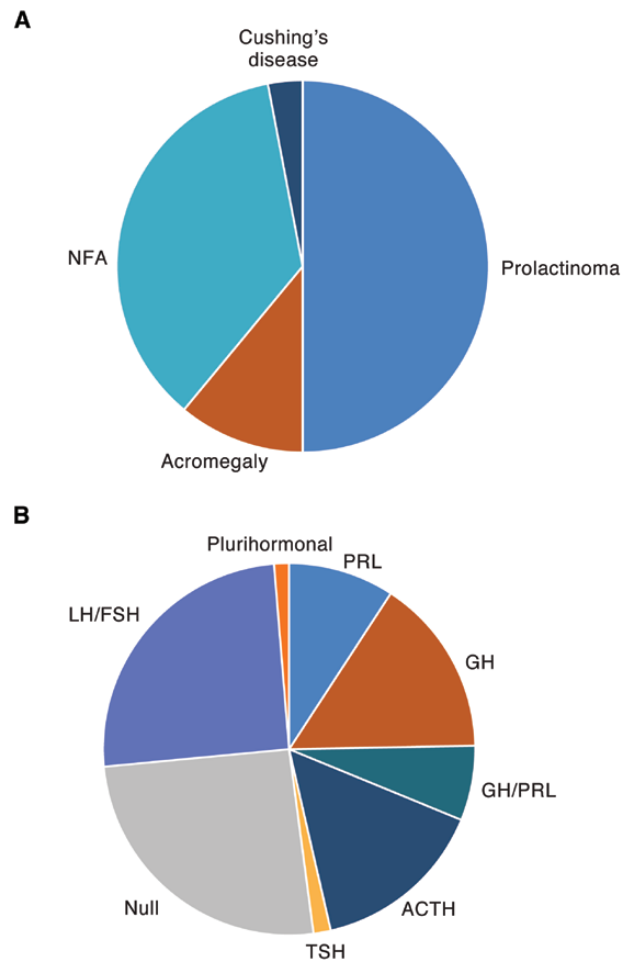 A
Cushing's
disease
NFA
Prolactinoma
Acromegaly
B
Plurihormonal
PRL
LH/FSH
GH
GH/PRL
Null
ACTH
TSH